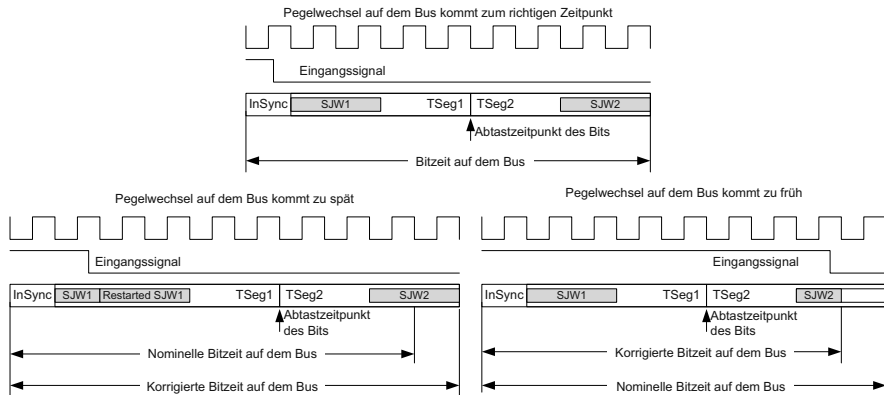 Pegelwechsel auf dem Bus kommt zum richtigen Zeitpunkt
Eingangssignal
InSync SJW1 TSeg1 TSeg2 SJW2
Abtastzeitpunkt des Bits
Bitzeit auf dem Bus
Pegelwechsel auf dem Bus kommt zu spät
Eingangssignal
InSync SJW1 Restarted SJW1 TSeg1 TSeg2 SJW2
Abtastzeitpunkt
des Bits
Nominelle Bitzeit auf dem Bus
Korrigierte Bitzeit auf dem Bus
Pegelwechsel auf dem Bus kommt zu früh
Eingangssignal
InSync SJW1 TSeg1 TSeg2 SJW2
Abtastzeitpunkt
des Bits
Korrigierte Bitzeit auf dem Bus
Nominelle Bitzeit auf dem Bus